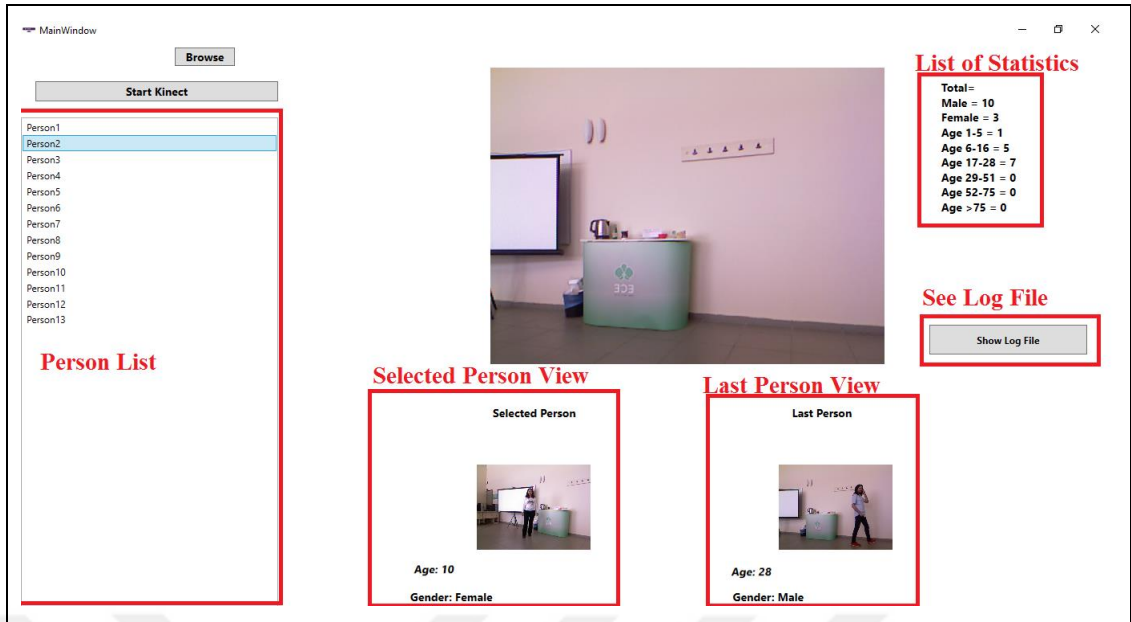 MainWindow
Browse
Start Kinect
Person1
Person2
Person3
Person4
Person5
Person6
Person7
Person8
Person9
Person10
Person11
Person12
Person13
Person List
ECE
List of Statistics
Total=
Male = 10
Female = 3
Age 1-5 = 1
Age 6-16 = 5
Age 17-28 = 7
Age 29-51 = 0
Age 52-75 = 0
Age >75 = 0
See Log File
Show Log File
Selected Person View
Selected Person
Age: 10
Gender: Female
Last Person View
Last Person
Age: 28
Gender: Male